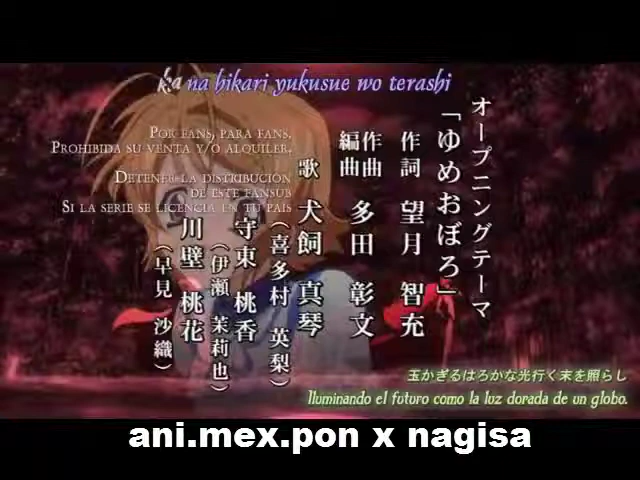 ka na hikari yukusue wo terashi
Por fans, para fans.
Prohibida su venta y/o alquiler.
Detener la distribución
de este fansub
Si la serie se licencia en tu país
オープニングテーマ
「ゆめおぼろ」
作詞 望月 智充
作曲
編曲 多田 彰文
歌 犬飼 真琴
(喜多村 英梨)
守東 桃香
(伊瀬 茉莉也)
川壁 桃花
(早見 沙織)
玉かぎるはろかな光行く末を照らし
Iluminando el futuro como la luz dorada de un globo.
ani.mex.pon x nagisa